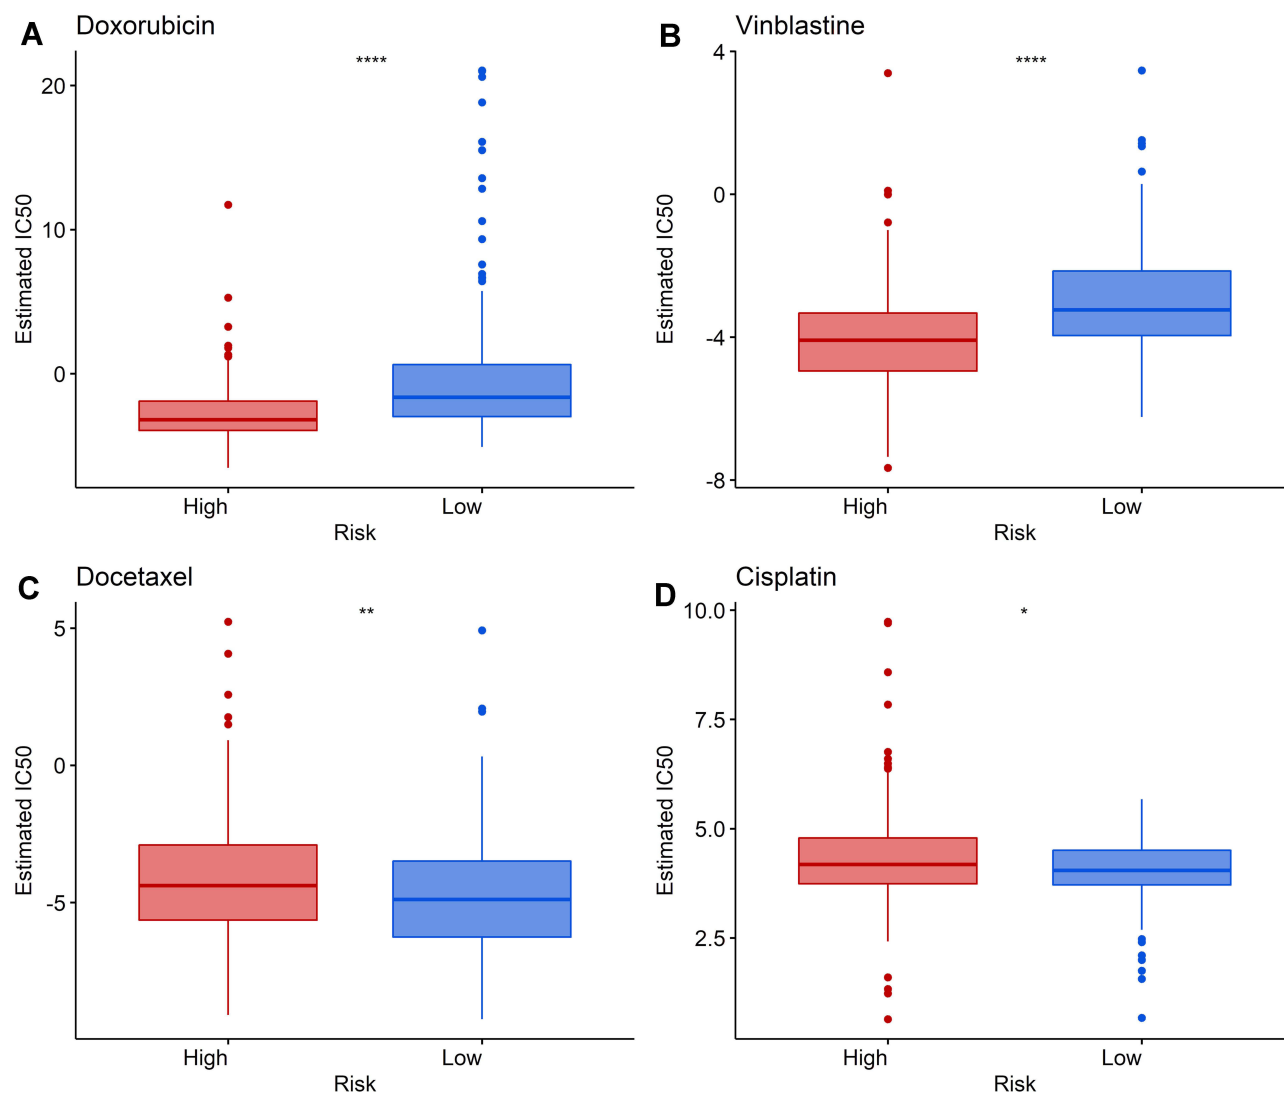 A Doxorubicin
****
20
10
0
Estimated IC50
High Low
Risk
B Vinblastine
****
4
0
-4
-8
Estimated IC50
High Low
Risk
C Docetaxel
**
5
0
-5
Estimated IC50
High Low
Risk
D Cisplatin
*
10.0
7.5
5.0
2.5
Estimated IC50
High Low
Risk